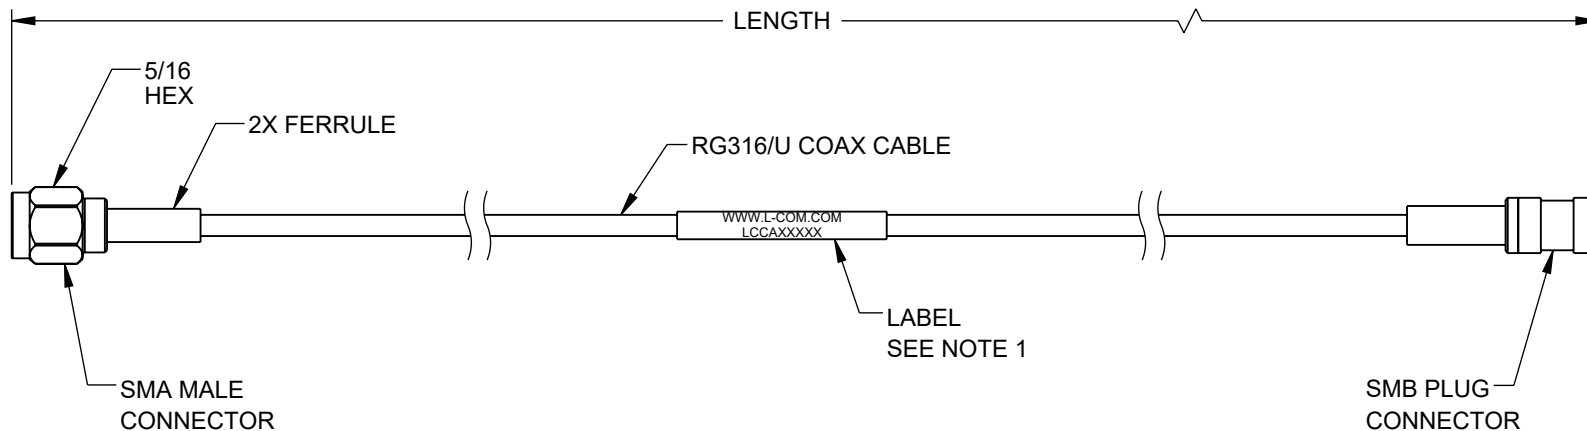 LENGTH
5/16
HEX
2X FERRULE
RG316/U COAX CABLE
WWW.L-COM.COM
LCCAXXXXX
LABEL
SEE NOTE 1
SMA MALE
CONNECTOR
SMB PLUG
CONNECTOR